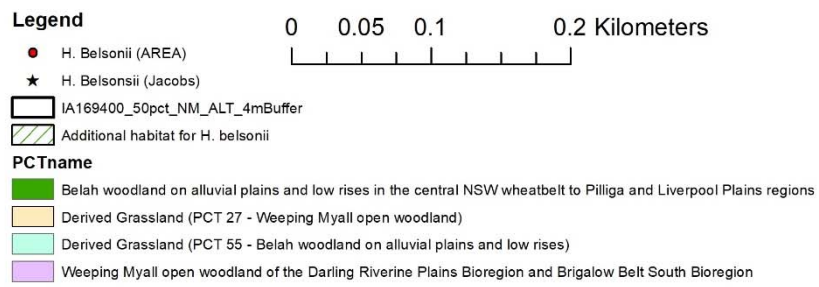 Legend
0 0.05 0.1 0.2 Kilometers
H. Belsonii (AREA)
H. Belsonsii (Jacobs)
IA169400_50pct_NM_ALT_4mBuffer
Additional habitat for H. belsonii
PCTname
Belah woodland on alluvial plains and low rises in the central NSW wheatbelt to Pilliga and Liverpool Plains regions
Derived Grassland (PCT 27 - Weeping Myall open woodland)
Derived Grassland (PCT 55 - Belah woodland on alluvial plains and low rises)
Weeping Myall open woodland of the Darling Riverine Plains Bioregion and Brigalow Belt South Bioregion